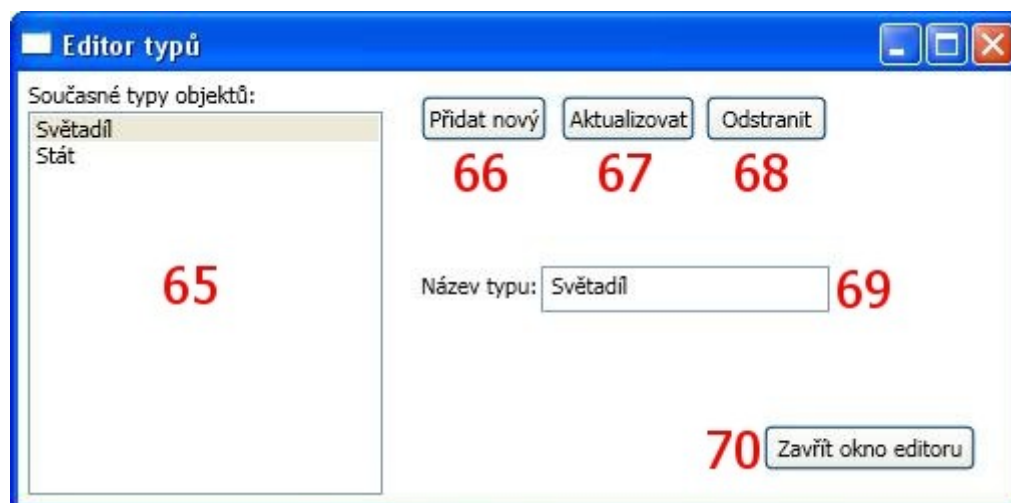 Editor typů
Současné typy objektů:
Světadíl
Stát
65
Přidat nový
Aktualizovat
Odstranit
66
67
68
Název typu:
Světadíl
69
70
Zavřít okno editoru